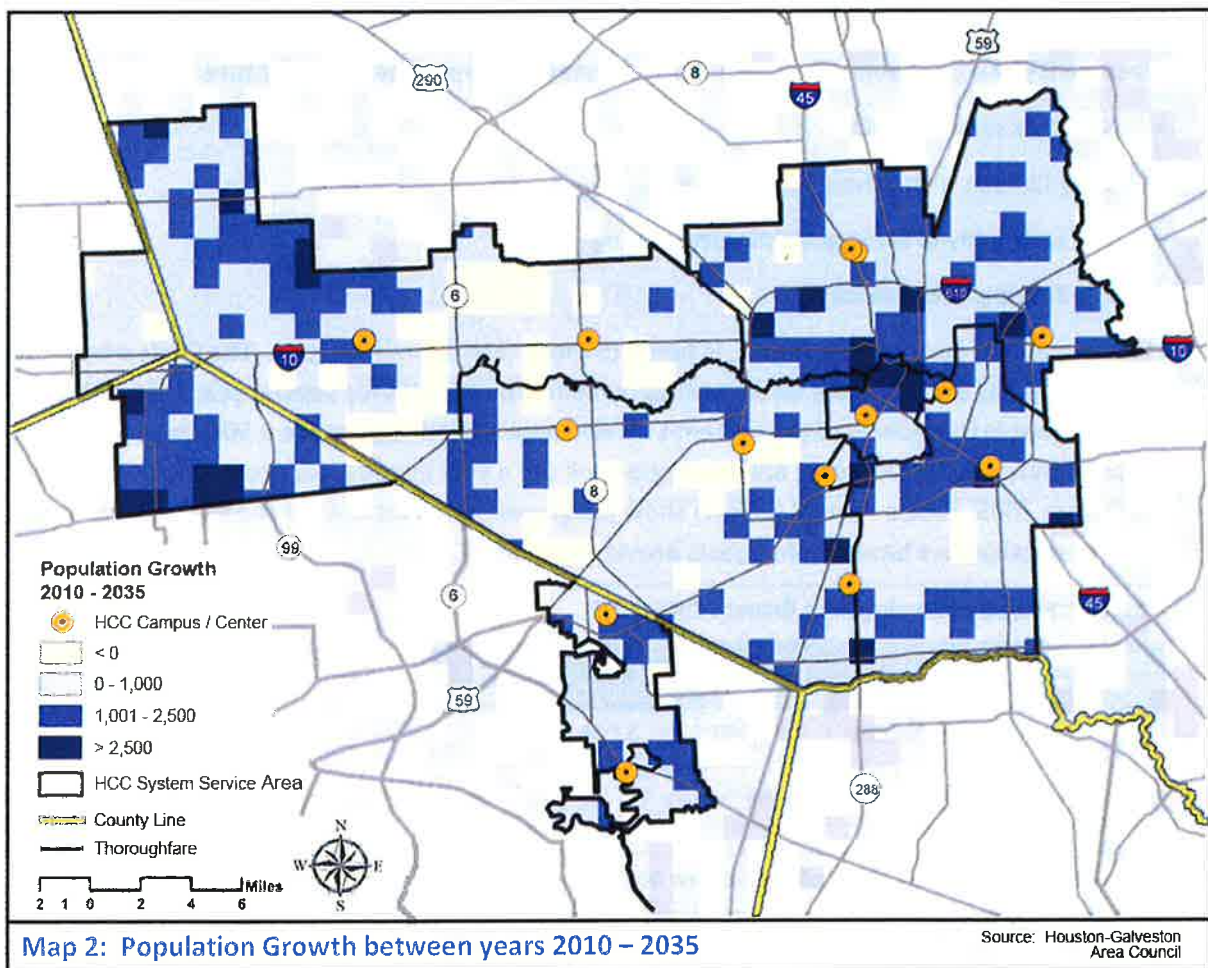 59
290
8
45
6
610
10
10
8
99
6
45
59
288
Population Growth
2010 - 2035
HCC Campus / Center
< 0
0 - 1,000
1,001 - 2,500
> 2,500
HCC System Service Area
County Line
Thoroughfare
Miles
2 1 0 2 4 6
N
W E
S
Map 2: Population Growth between years 2010 – 2035
Source: Houston-Galveston
Area Council